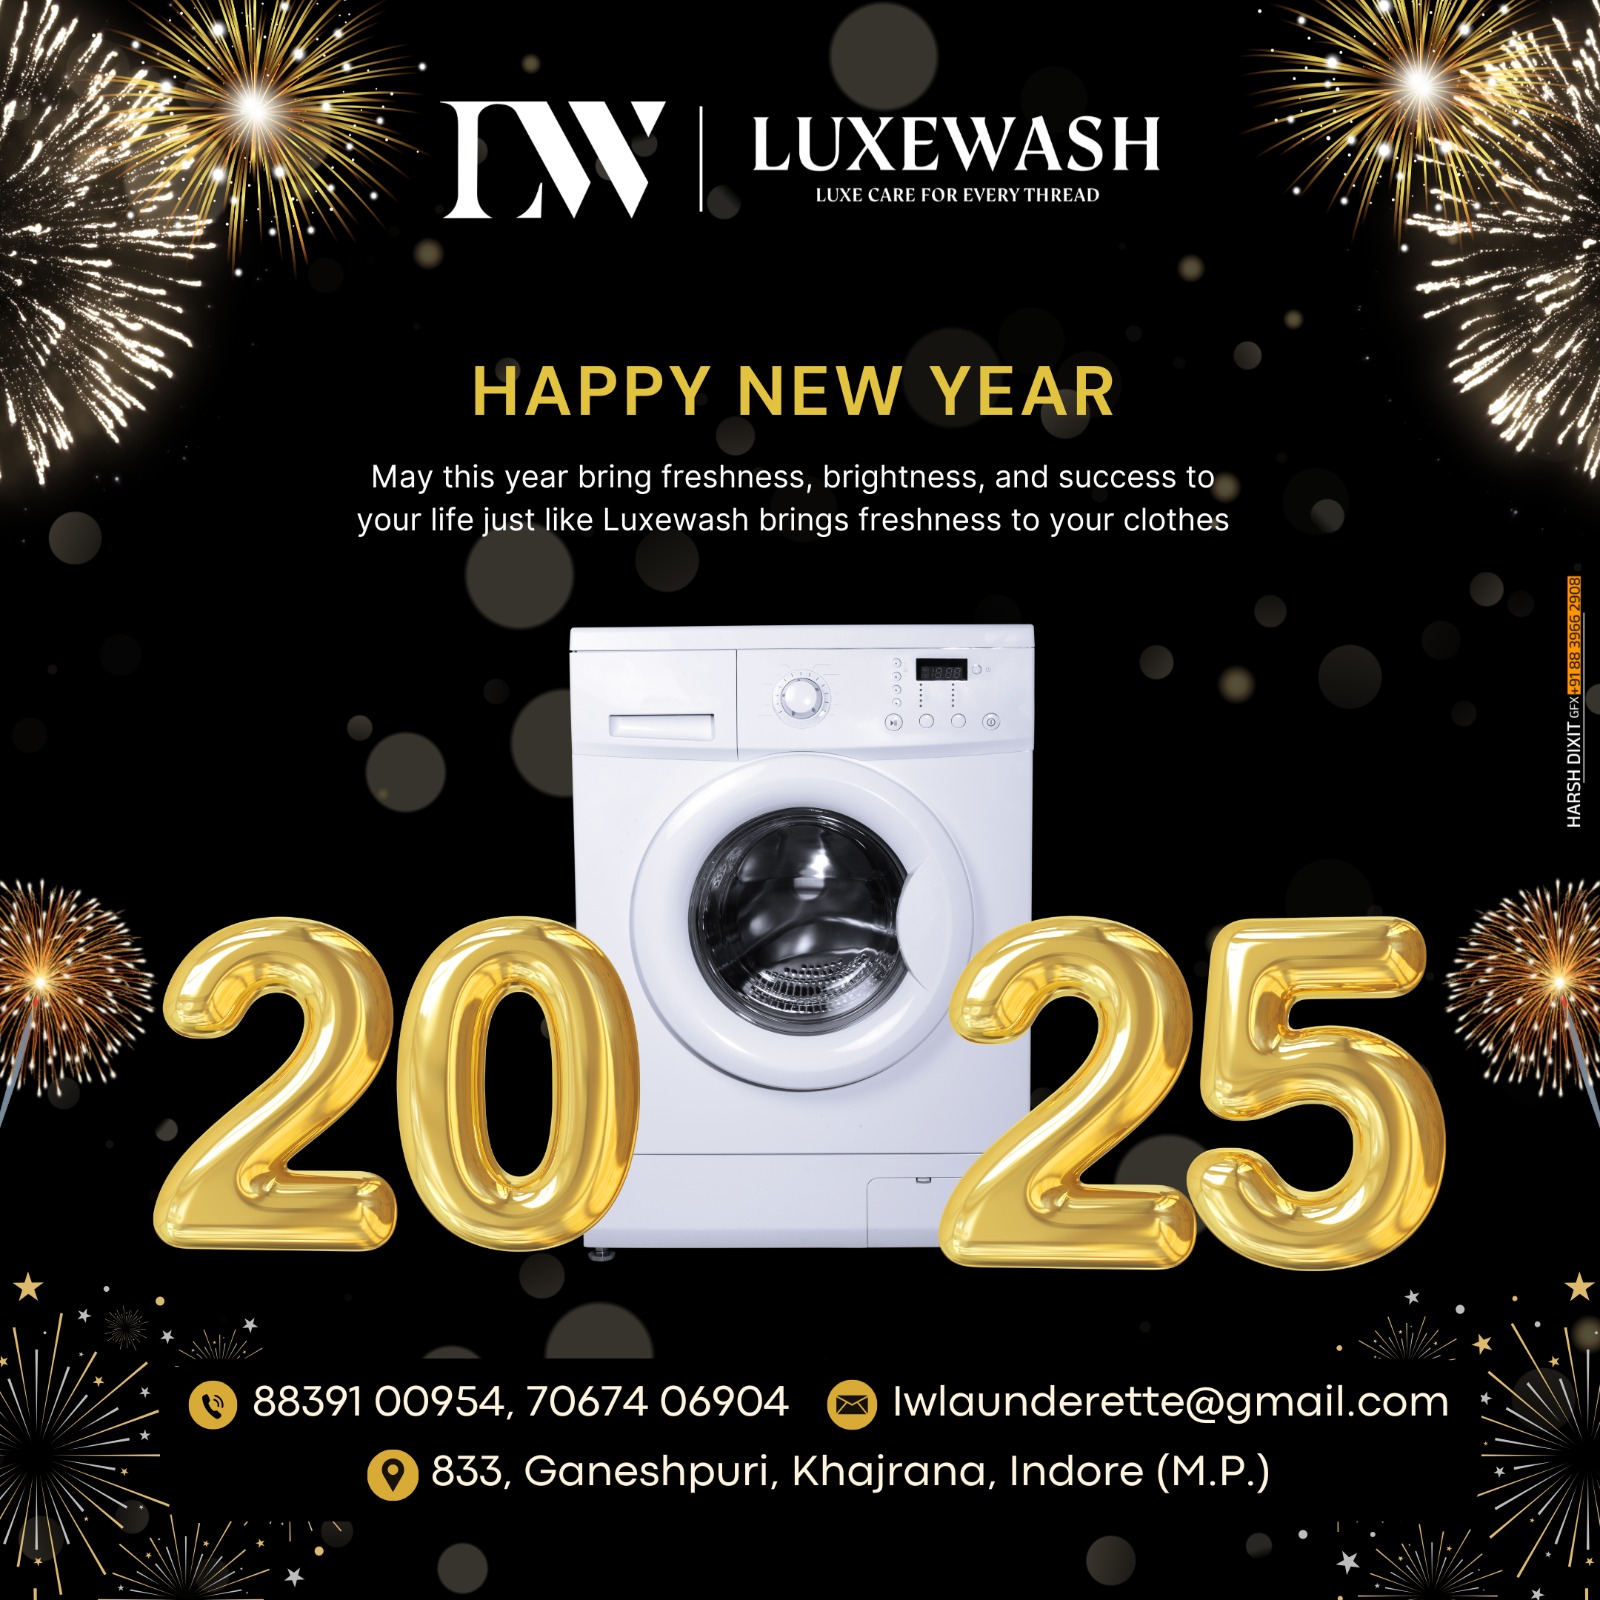 LW
LUXEWASH
LUXE CARE FOR EVERY THREAD
HAPPY NEW YEAR
May this year bring freshness, brightness, and success to
your life just like Luxewash brings freshness to your clothes
HARSH DIXIT GFX +91 88 3966 2908
18:88
2025
88391 00954, 70674 06904
lwlaunderette@gmail.com
833, Ganeshpuri, Khajrana, Indore (M.P.)